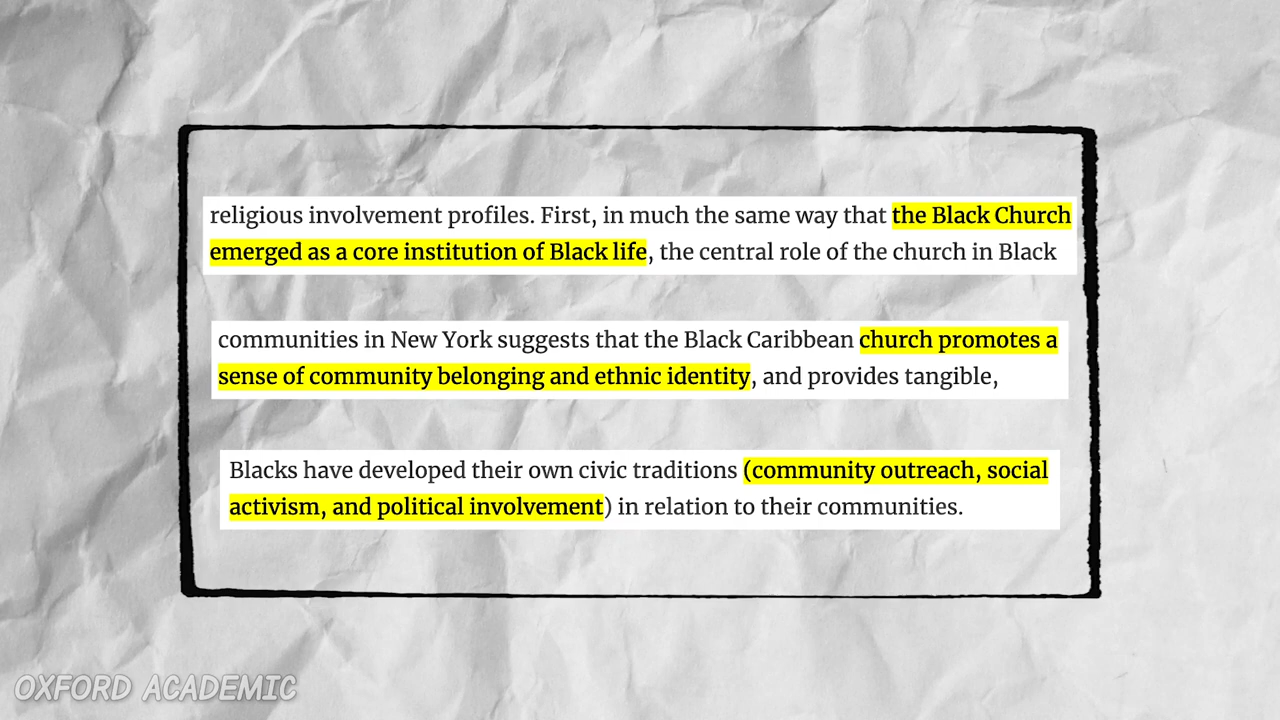 religious involvement profiles. First, in much the same way that the Black Church
emerged as a core institution of Black life, the central role of the church in Black
communities in New York suggests that the Black Caribbean church promotes a
sense of community belonging and ethnic identity, and provides tangible,
Blacks have developed their own civic traditions (community outreach, social
activism, and political involvement) in relation to their communities.
OXFORD ACADEMIC